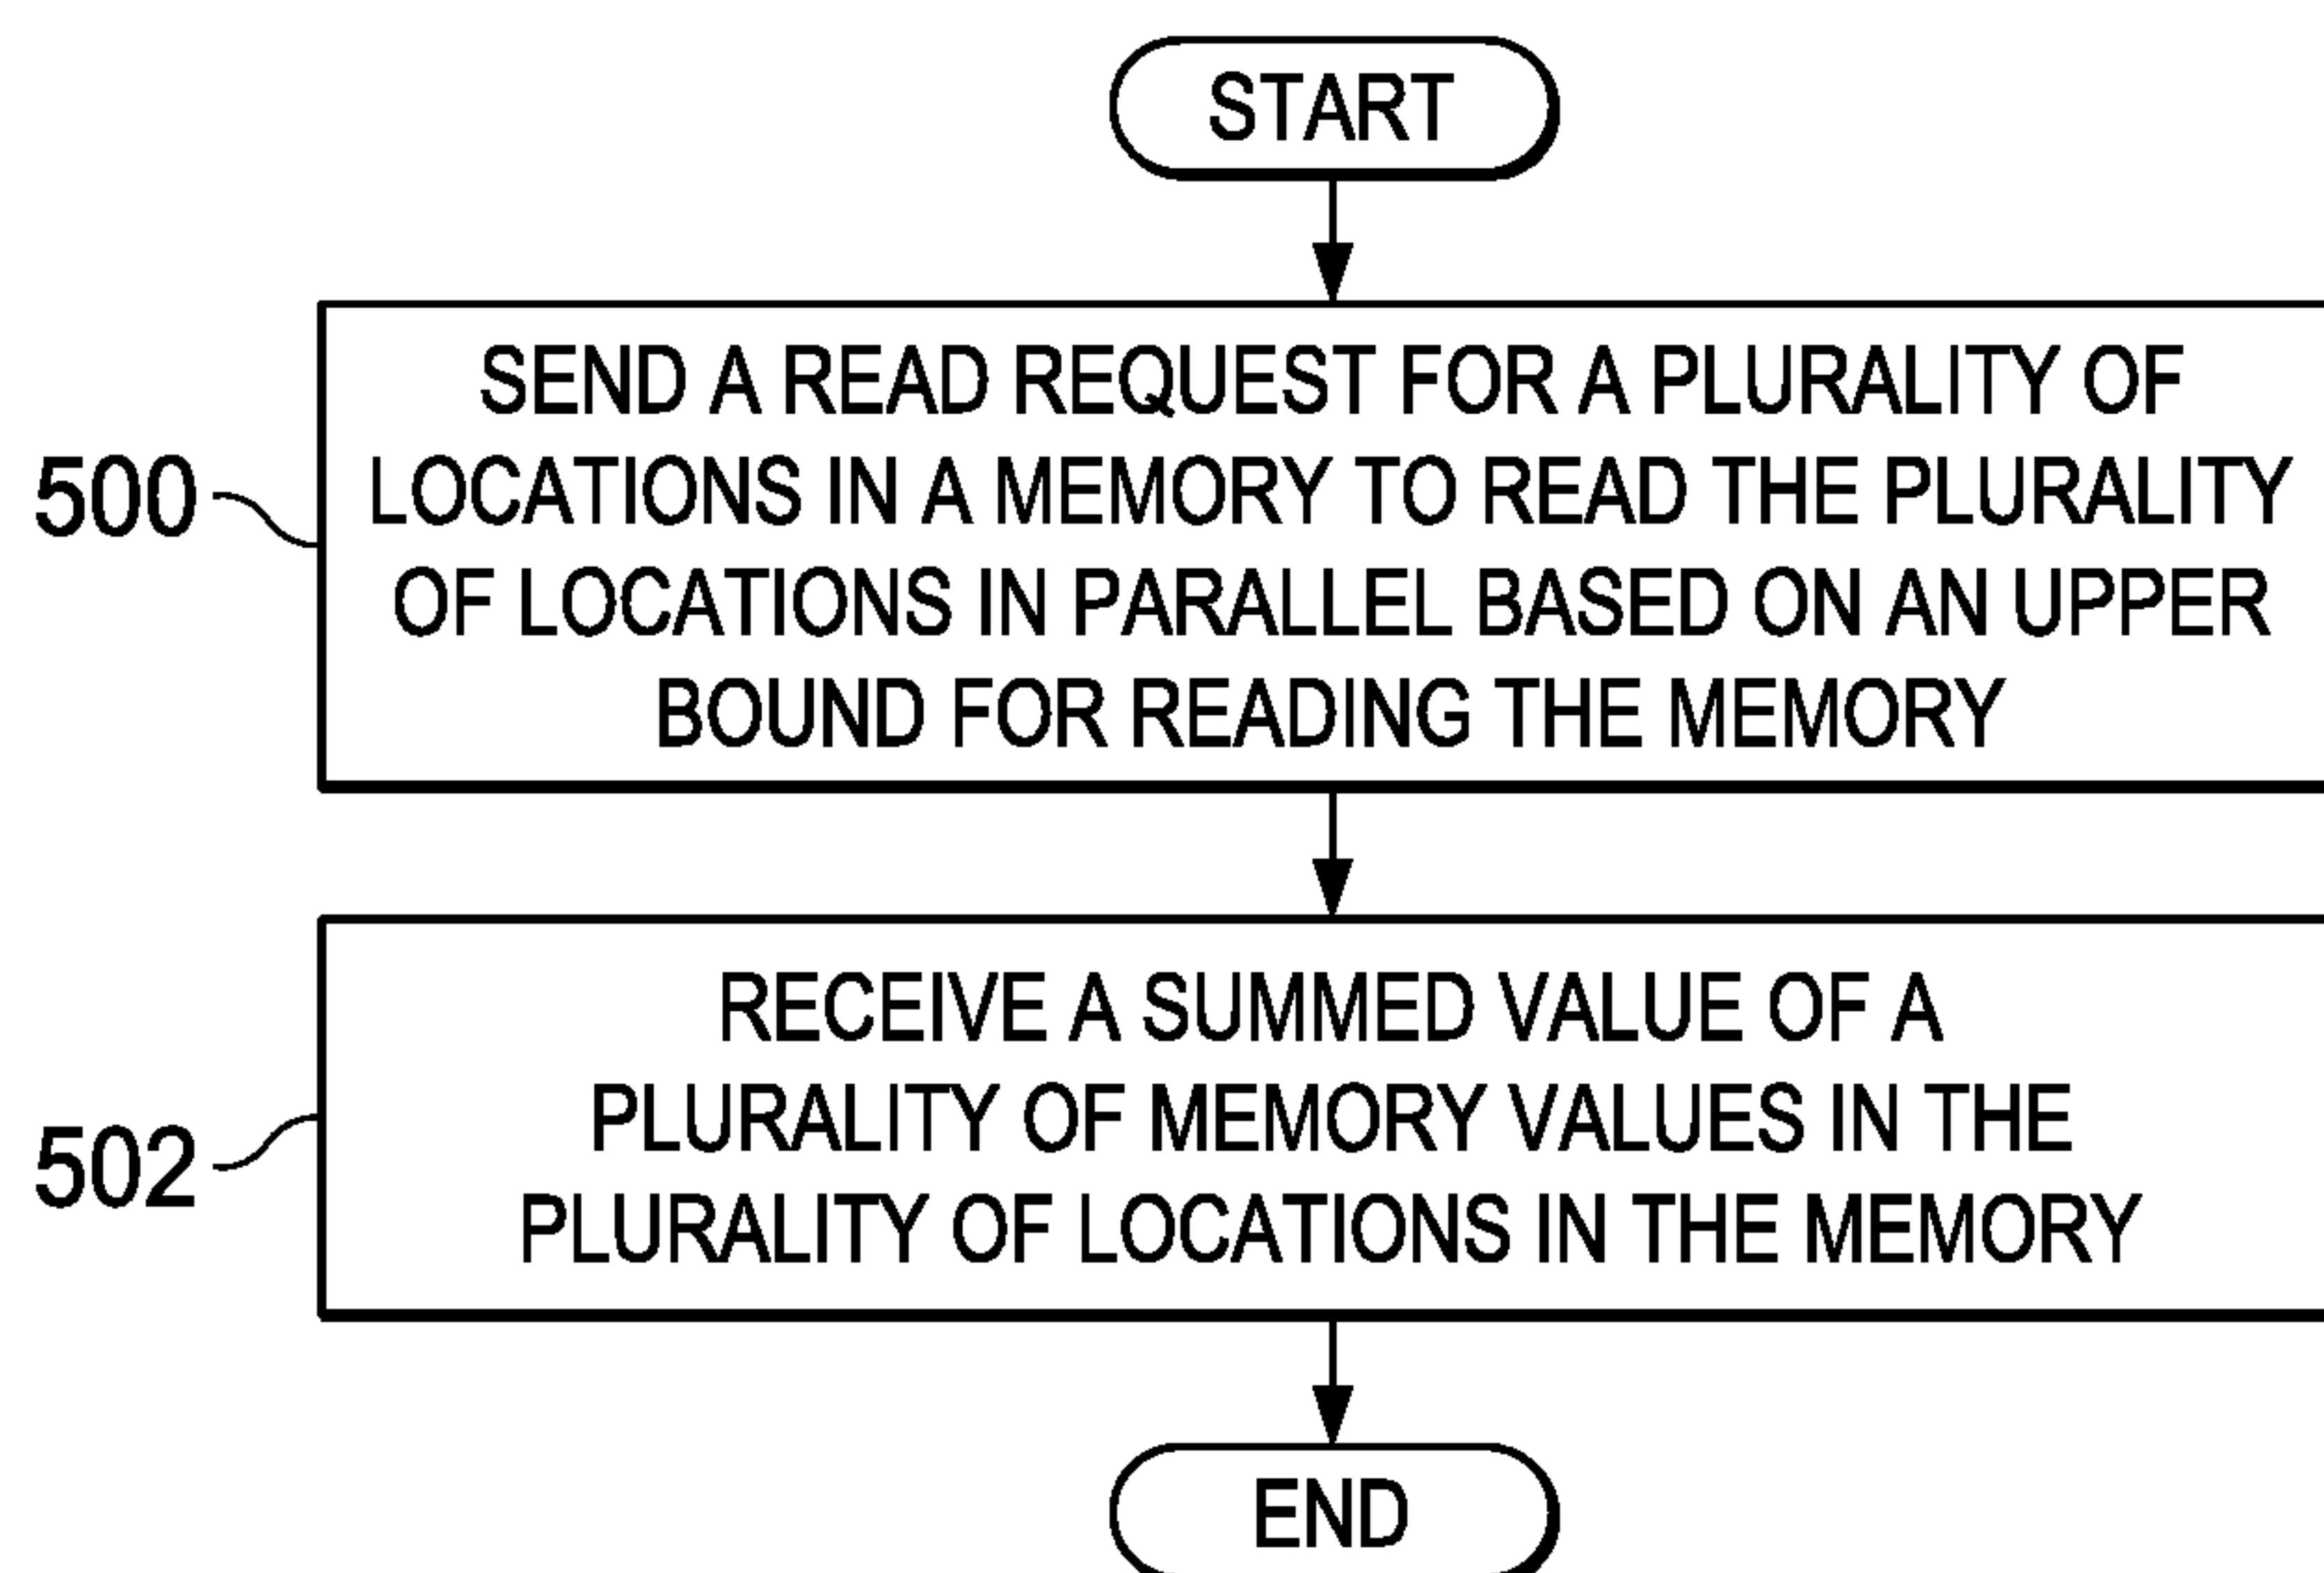 START
SEND A READ REQUEST FOR A PLURALITY OF
LOCATIONS IN A MEMORY TO READ THE PLURALITY
OF LOCATIONS IN PARALLEL BASED ON AN UPPER
BOUND FOR READING THE MEMORY
500
RECEIVE A SUMMED VALUE OF A
PLURALITY OF MEMORY VALUES IN THE
PLURALITY OF LOCATIONS IN THE MEMORY
502
END